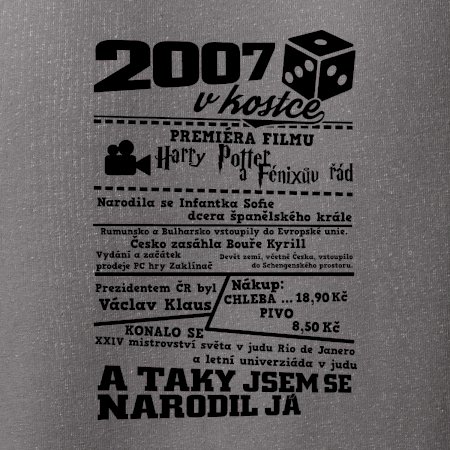 2007
v kostce
PREMIÉRA FILMU
Harry Potter
a Fénixův řád
Narodila se Infantka Sofie
dcera španělského krále
Rumunsko a Bulharsko vstoupily do Evropské unie.
Česko zasáhla Bouře Kyrill
Vydání a začátek
prodeje PC hry Zaklínač
Devět zemí, včetně Česka, vstoupilo
do Schengenského prostoru.
Prezidentem ČR byl
Václav Klaus
Nákup:
CHLEBA ... 18,90 Kč
PIVO
8,50 Kč
KONALO SE
XXIV mistrovství světa v judu Rio de Janero
a letní univerziáda v judu
A TAKY JSEM SE
NARODIL JÁ